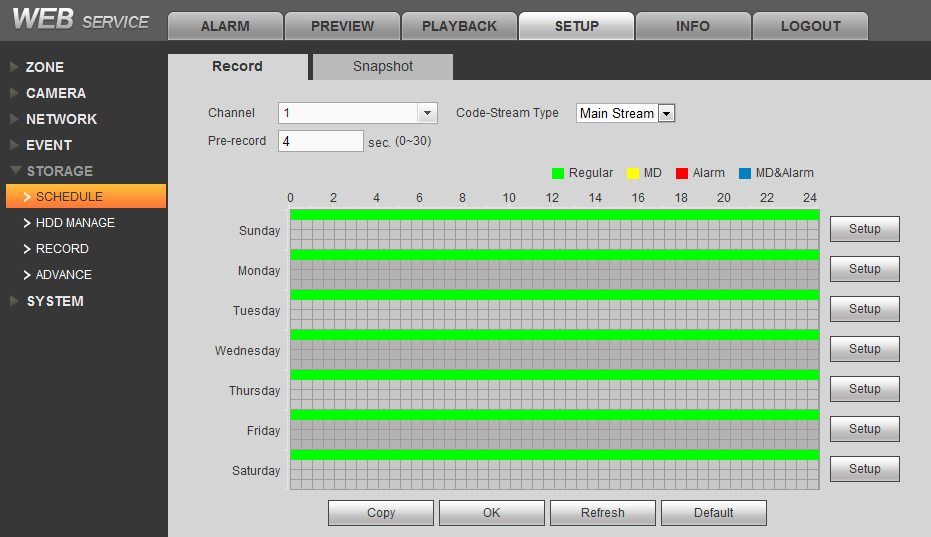 WEB SERVICE
ALARM PREVIEW PLAYBACK SETUP INFO LOGOUT
ZONE
CAMERA
NETWORK
EVENT
STORAGE
SCHEDULE
HDD MANAGE
RECORD
ADVANCE
SYSTEM
Record Snapshot
Channel 1 Code-Stream Type Main Stream
Pre-record 4 sec. (0~30)
Regular MD Alarm MD&Alarm
0 2 4 6 8 10 12 14 16 18 20 22 24
Sunday Setup
Monday Setup
Tuesday Setup
Wednesday Setup
Thursday Setup
Friday Setup
Saturday Setup
Copy OK Refresh Default